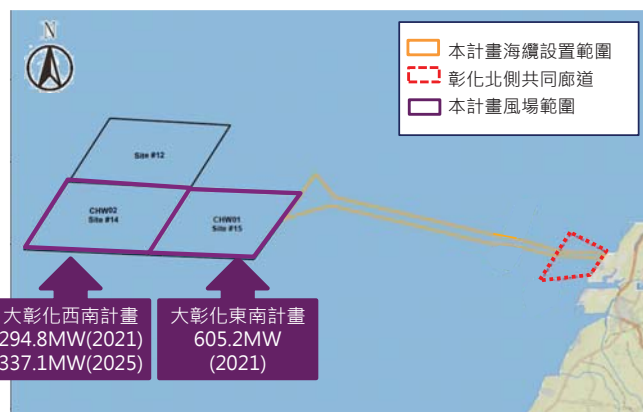 N
本計畫海纜設置範圍
彰化北側共同廊道
本計畫風場範圍
Site #12
CHW02
Site #14
CHW01
Site #15
大彰化西南計畫
294.8MW(2021)
337.1MW(2025)
大彰化東南計畫
605.2MW
(2021)